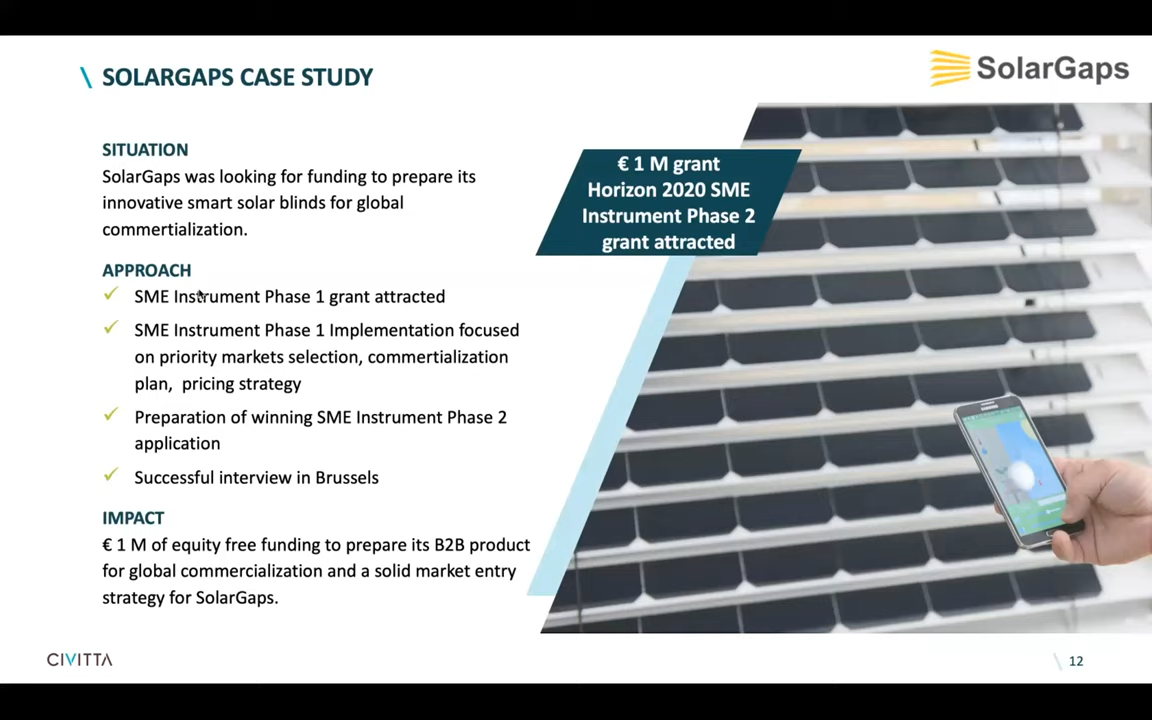 \ SOLARGAPS CASE STUDY
SolarGaps
SITUATION
SolarGaps was looking for funding to prepare its
innovative smart solar blinds for global
commertialization.
€ 1 M grant
Horizon 2020 SME
Instrument Phase 2
grant attracted
APPROACH
✓ SME Instrument Phase 1 grant attracted
✓ SME Instrument Phase 1 Implementation focused
on priority markets selection, commertialization
plan, pricing strategy
✓ Preparation of winning SME Instrument Phase 2
application
✓ Successful interview in Brussels
IMPACT
€ 1 M of equity free funding to prepare its B2B product
for global commercialization and a solid market entry
strategy for SolarGaps.
CIVITTA
\ 12